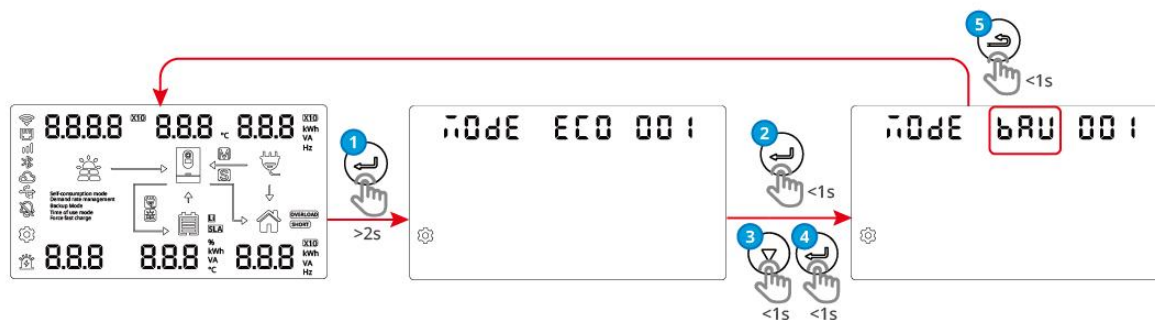 5
<1s
8.8.8.8 X10 8.8.8 °C 8.8.8 X10
kWh
VA
Hz
M
S
Self-consumption mode
Demand rate management
Backup Mode
Time of use mode
Force fast charge
LI
SLA
OVERLOAD
SHORT
8.8.8 8.8.8 % kWh VA °C 8.8.8 X10 kWh VA Hz
1
>2s
MODE ECO 001
2
<1s
3 4
<1s <1s
MODE bAU 001